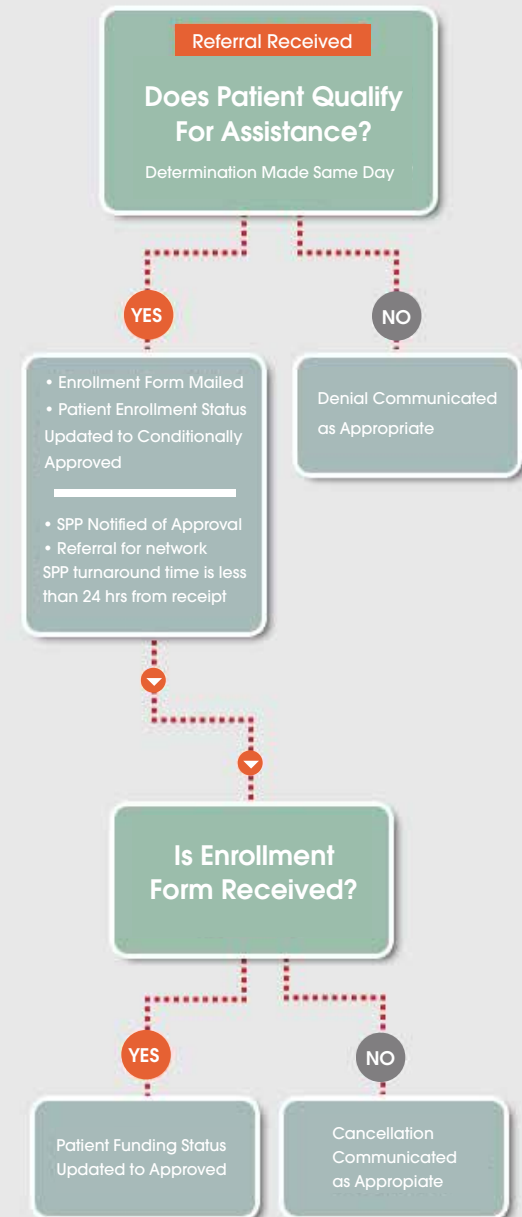 Referral Received
Does Patient Qualify
For Assistance?
Determination Made Same Day
YES
NO
• Enrollment Form Mailed
• Patient Enrollment Status
Updated to Conditionally
Approved
• SPP Notified of Approval
• Referral for network
SPP turnaround time is less
than 24 hrs from receipt
Denial Communicated
as Appropriate
Is Enrollment
Form Received?
YES
NO
Patient Funding Status
Updated to Approved
Cancellation
Communicated
as Appropiate